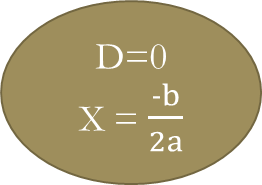 D=0
X = -b/2a